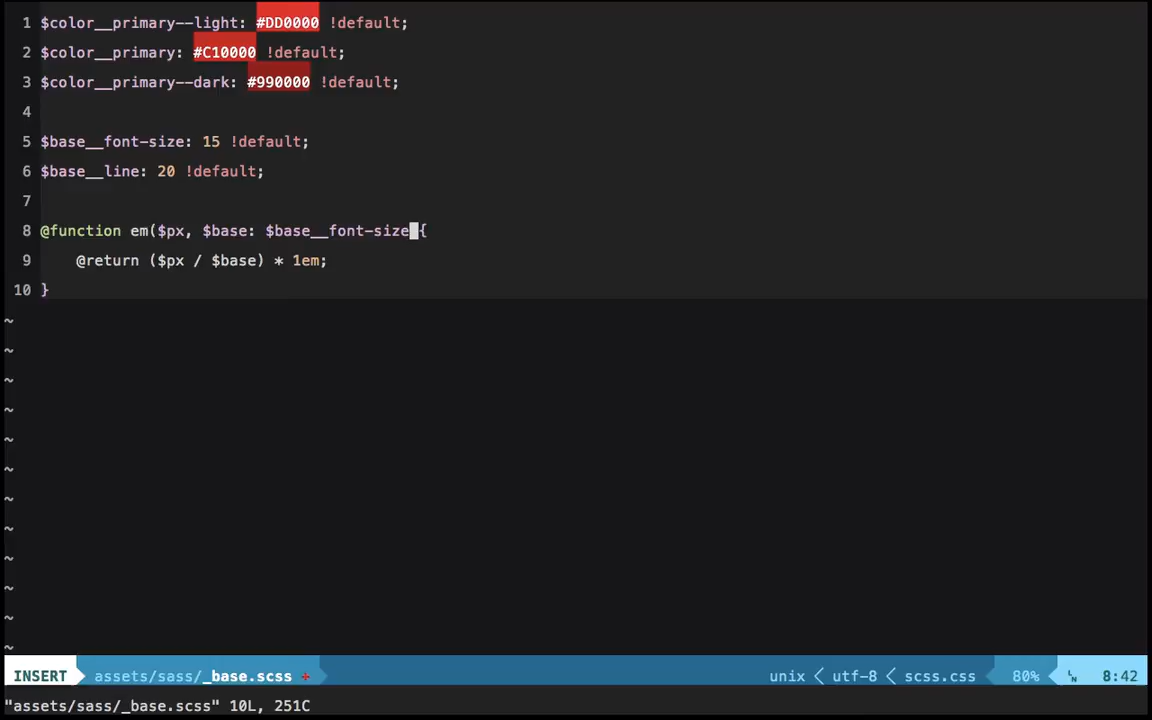 1 $color__primary--light: #DD0000 !default;
2 $color__primary: #C10000 !default;
3 $color__primary--dark: #990000 !default;
4
5 $base__font-size: 15 !default;
6 $base__line: 20 !default;
7
8 @function em($px, $base: $base__font-size {
9     @return ($px / $base) * 1em;
10 }
~
~
~
~
~
~
~
~
~
~
~
~
INSERT assets/sass/_base.scss + unix < utf-8 < scss.css 80% LN 8:42
"assets/sass/_base.scss" 10L, 251C